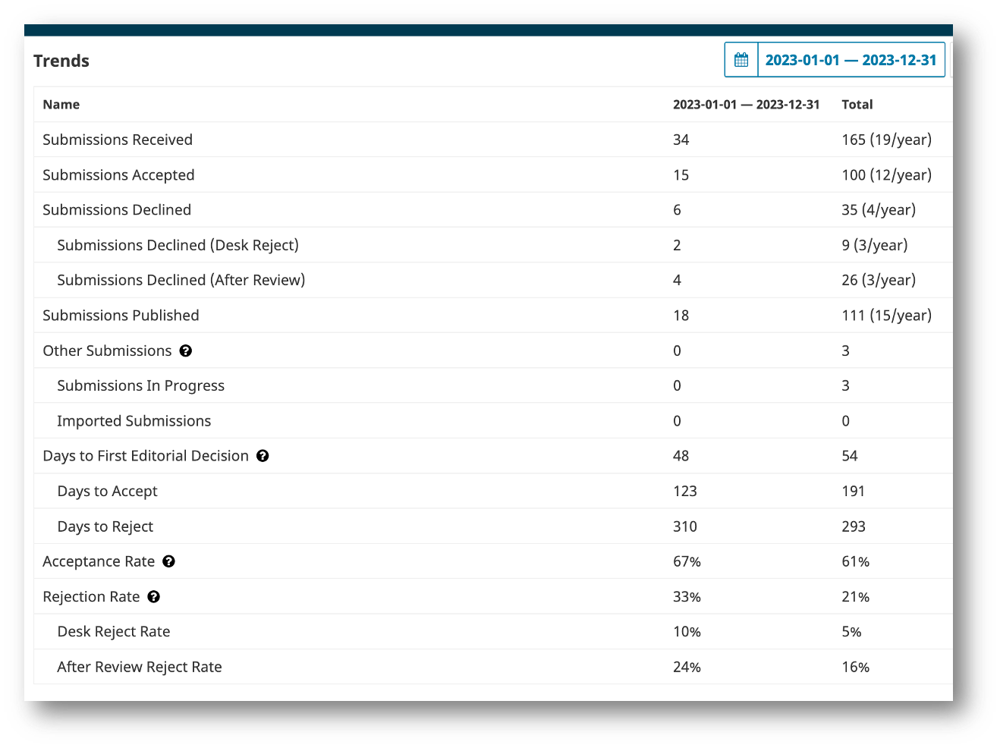 Trends 2023-01-01 — 2023-12-31
Name 2023-01-01 — 2023-12-31 Total
Submissions Received 34 165 (19/year)
Submissions Accepted 15 100 (12/year)
Submissions Declined 6 35 (4/year)
Submissions Declined (Desk Reject) 2 9 (3/year)
Submissions Declined (After Review) 4 26 (3/year)
Submissions Published 18 111 (15/year)
Other Submissions ? 0 3
Submissions In Progress 0 3
Imported Submissions 0 0
Days to First Editorial Decision ? 48 54
Days to Accept 123 191
Days to Reject 310 293
Acceptance Rate ? 67% 61%
Rejection Rate ? 33% 21%
Desk Reject Rate 10% 5%
After Review Reject Rate 24% 16%